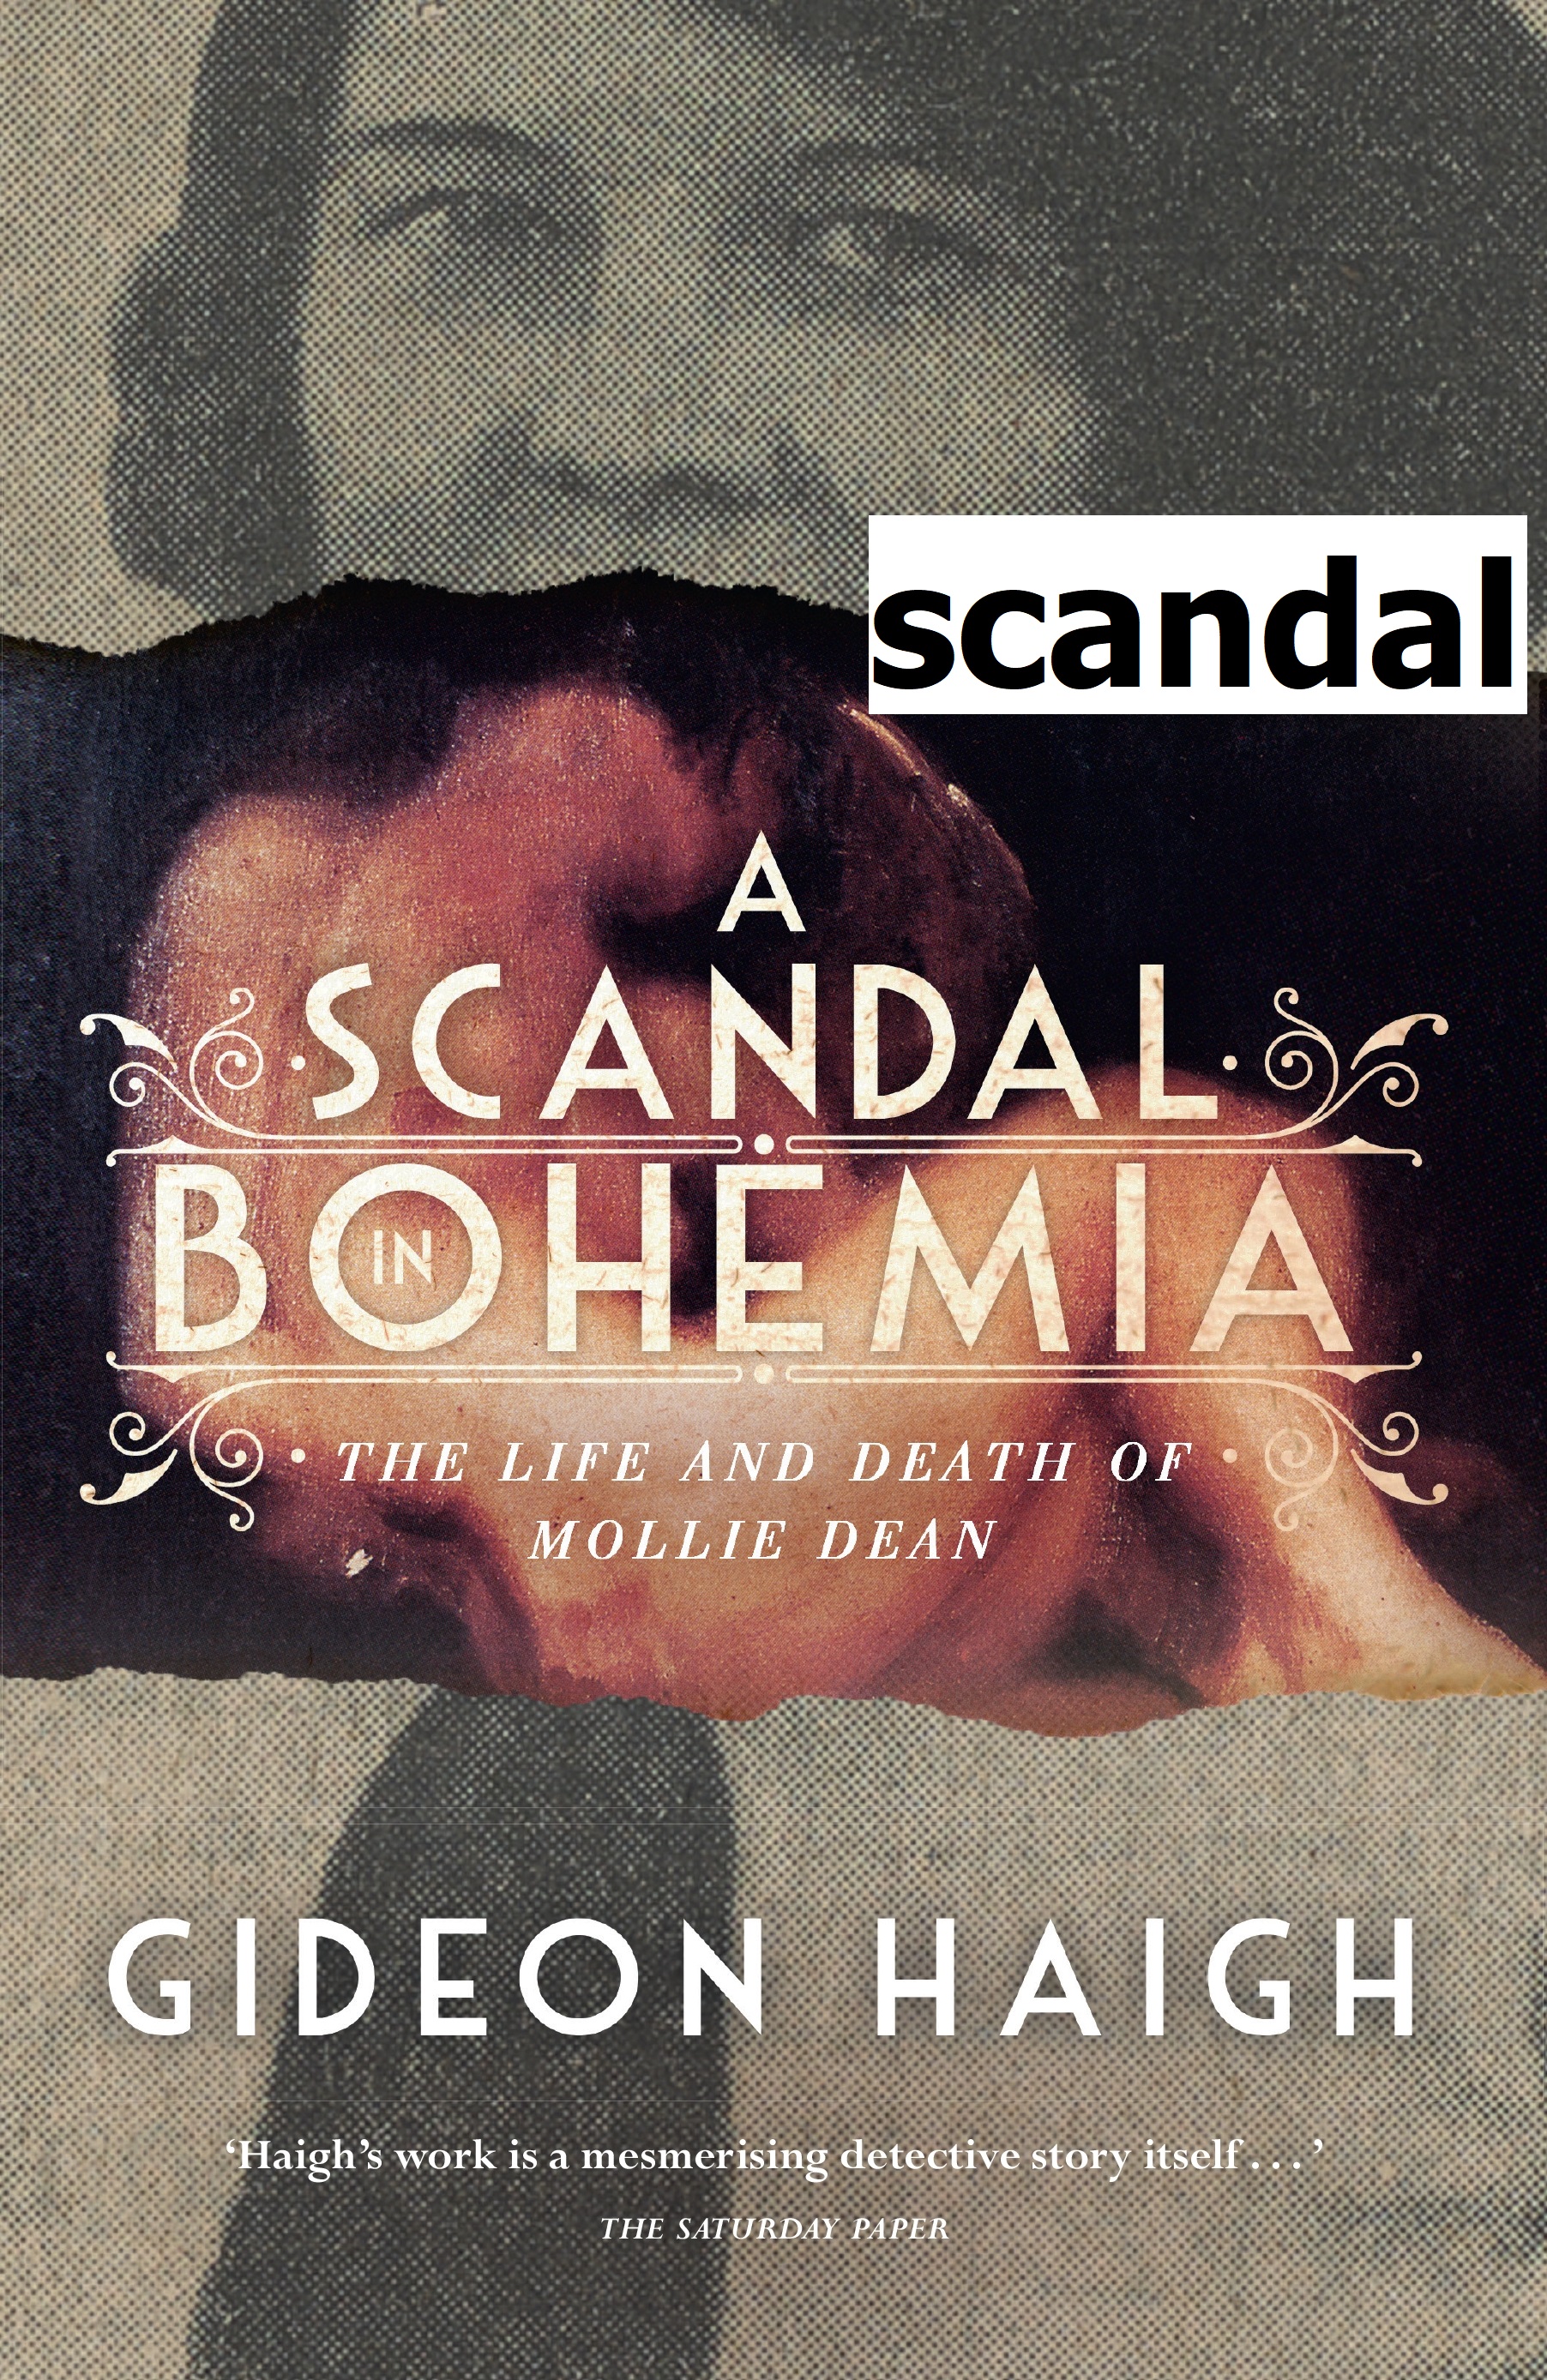 scandal
A
·SCANDAL·
BOHEMIA
IN
· THE LIFE AND DEATH OF ·
MOLLIE DEAN
GIDEON HAIGH
‘Haigh’s work is a mesmerising detective story itself . . .’
THE SATURDAY PAPER